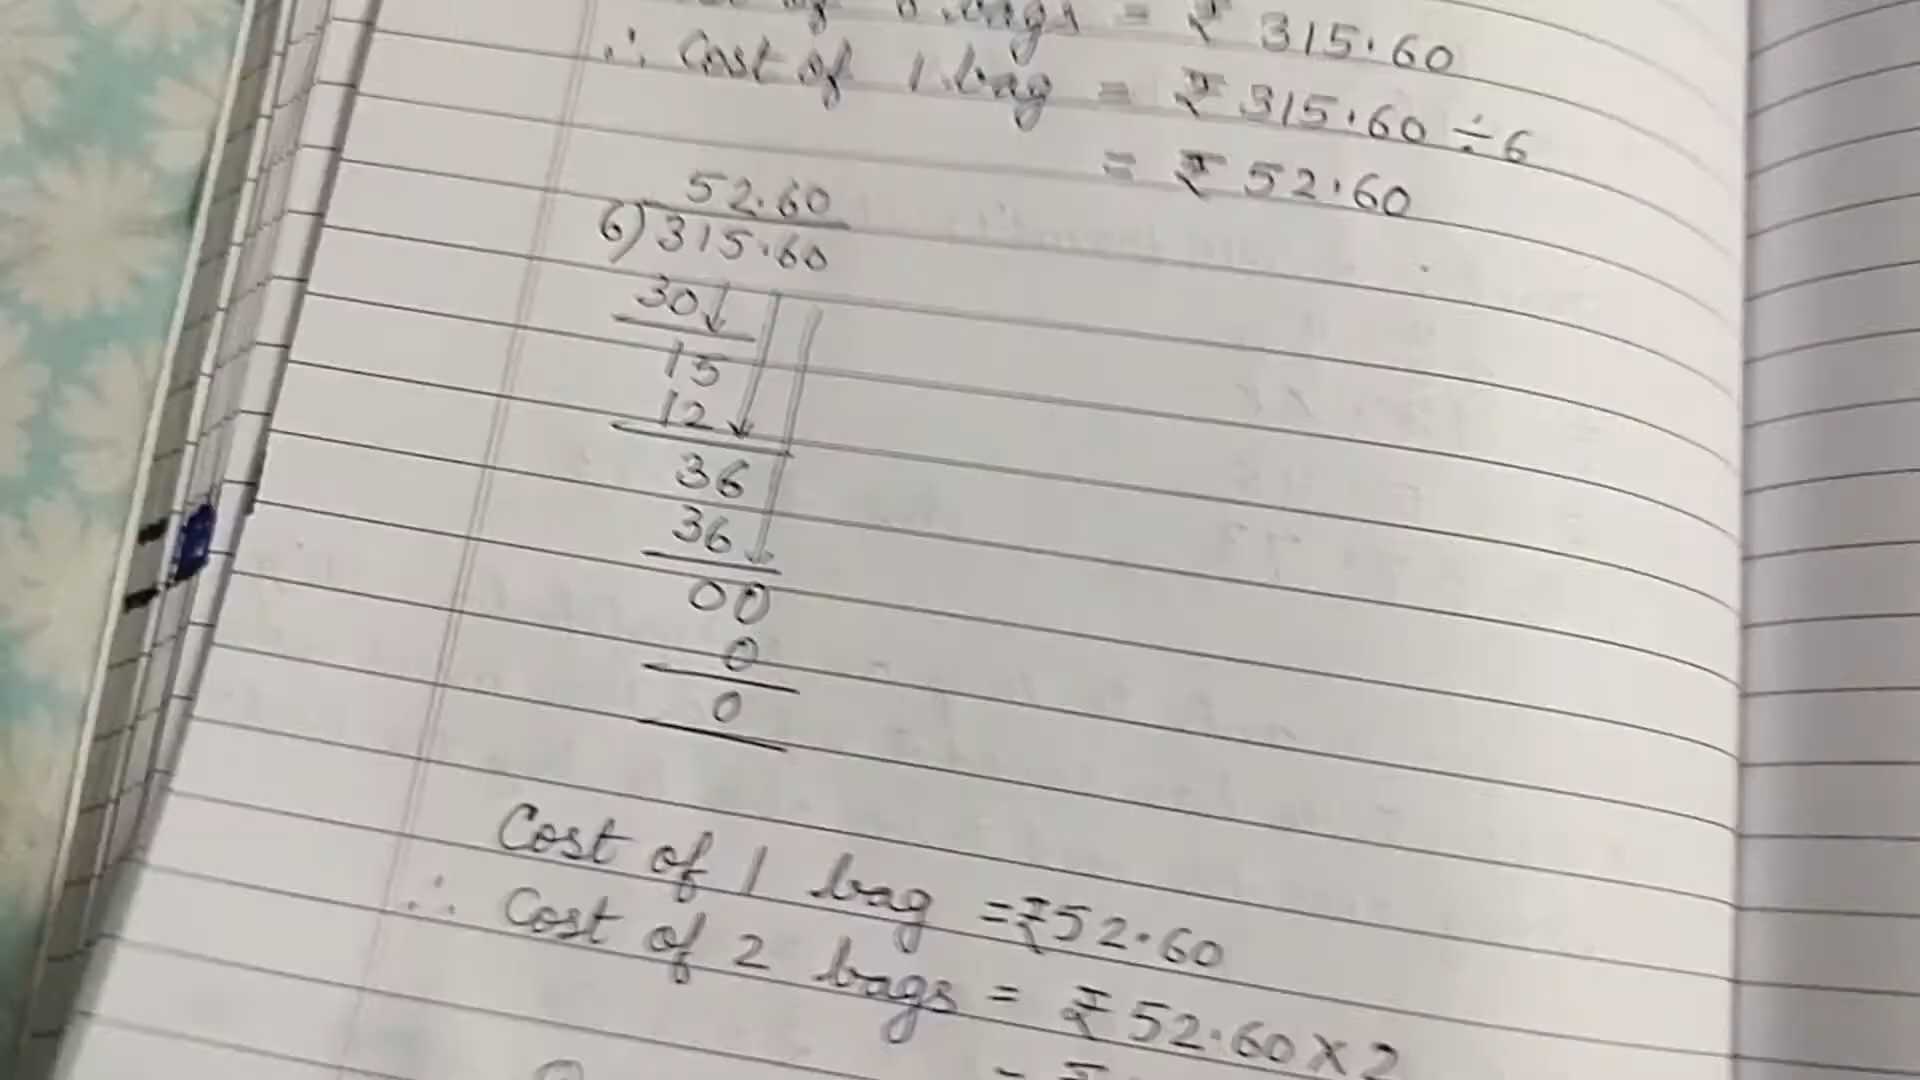 bags = ₹ 315.60
∴ Cost of 1 bag = ₹ 315.60 ÷ 6
= ₹ 52.60
52.60
6)315.60
30↓
15
12↓
36
36↓
00
0
0
Cost of 1 bag = ₹52.60
∴ Cost of 2 bags = ₹52.60 × 2